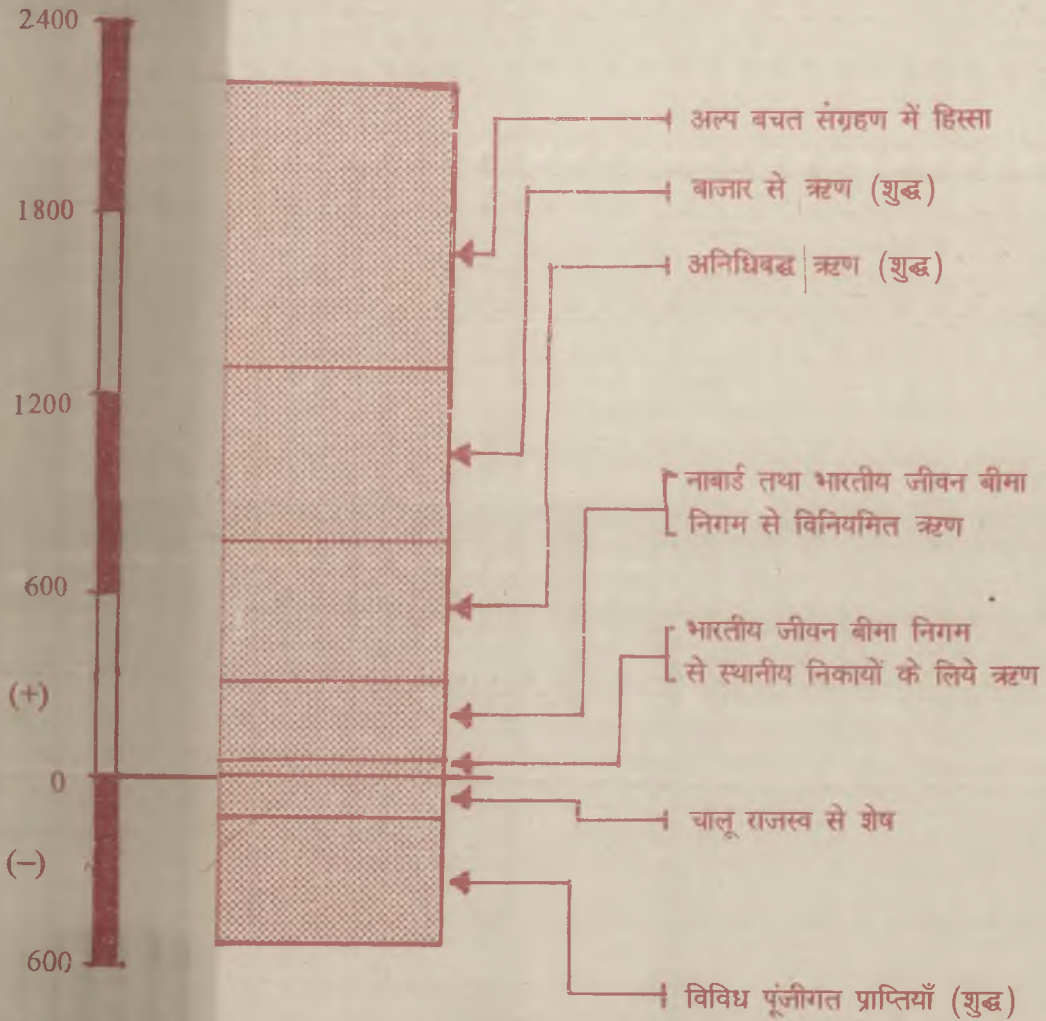 2400
अल्प बचत संग्रहण में हिस्सा
1800
बाजार से ऋण (शुद्ध)
अनिधिबद्ध ऋण (शुद्ध)
1200
नाबार्ड तथा भारतीय जीवन बीमा
निगम से विनियमित ऋण
600
भारतीय जीवन बीमा निगम
से स्थानीय निकायों के लिये ऋण
(+)
0
चालू राजस्व से शेष
(−)
600
विविध पूंजीगत प्राप्तियाँ (शुद्ध)